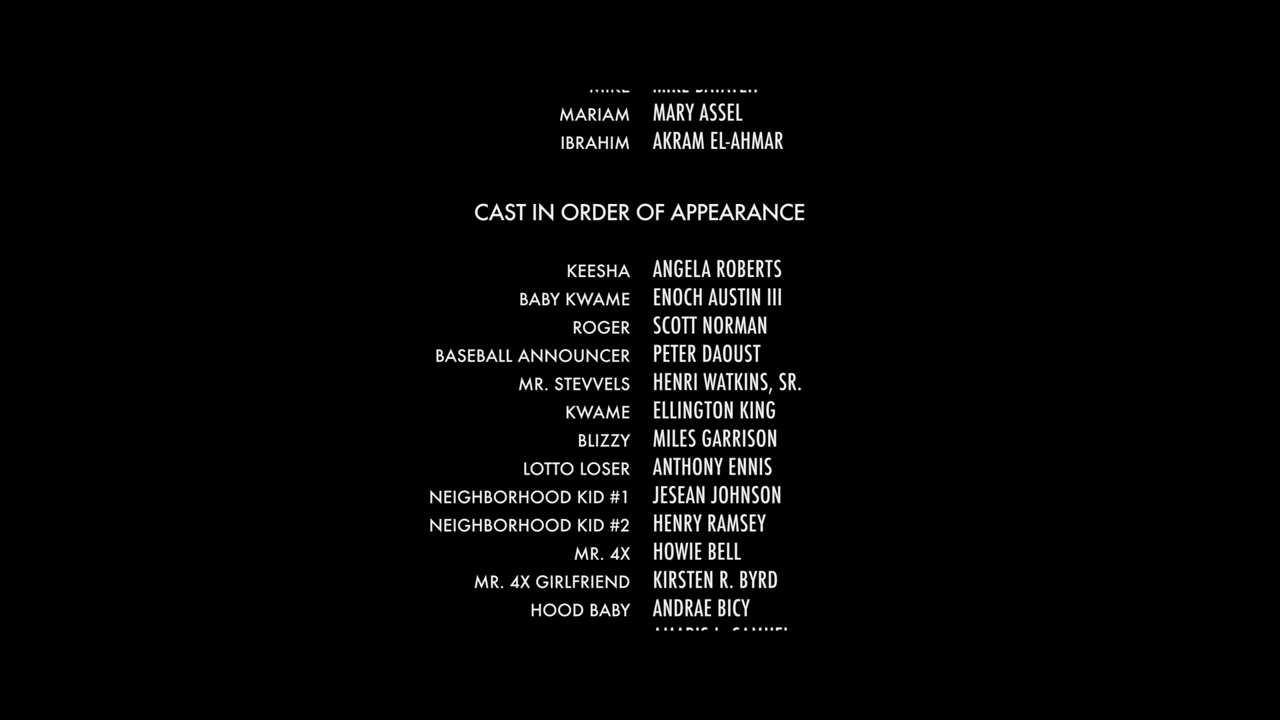 MARIAM MARY ASSEL
IBRAHIM AKRAM EL-AHMAR
CAST IN ORDER OF APPEARANCE
KEESHA ANGELA ROBERTS
BABY KWAME ENOCH AUSTIN III
ROGER SCOTT NORMAN
BASEBALL ANNOUNCER PETER DAOUST
MR. STEVVELS HENRI WATKINS, SR.
KWAME ELLINGTON KING
BLIZZY MILES GARRISON
LOTTO LOSER ANTHONY ENNIS
NEIGHBORHOOD KID #1 JESEAN JOHNSON
NEIGHBORHOOD KID #2 HENRY RAMSEY
MR. 4X HOWIE BELL
MR. 4X GIRLFRIEND KIRSTEN R. BYRD
HOOD BABY ANDRAE BICY